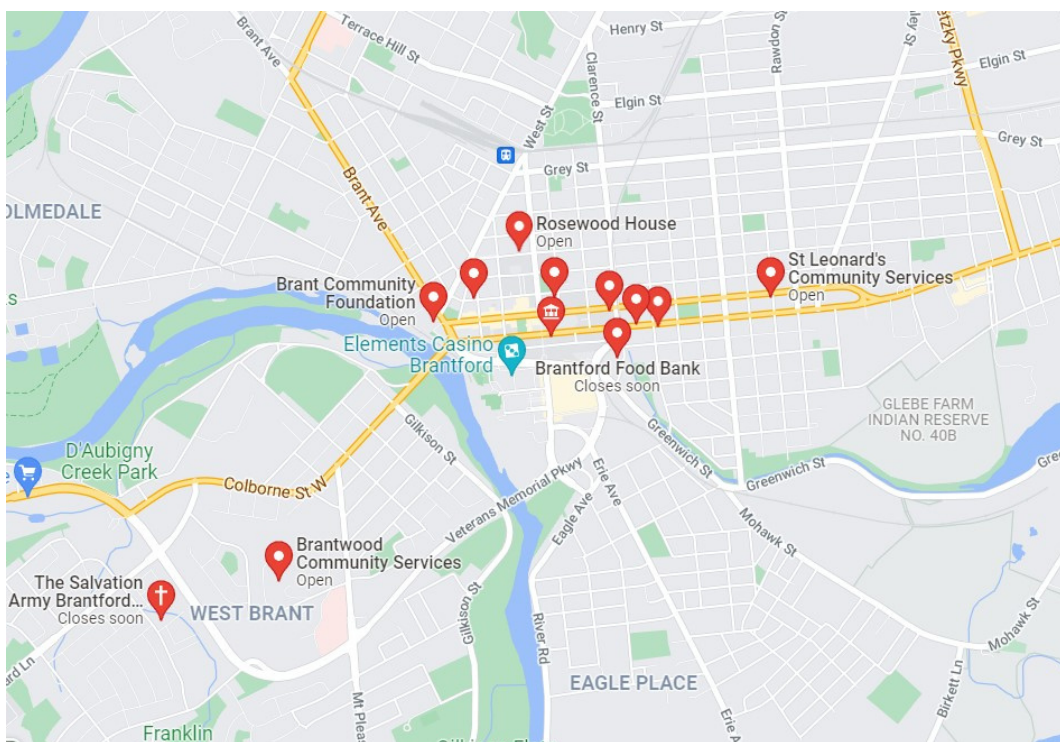 Henry St
Terrace Hill St
Brant Ave
Clarence St
Rawdon St
Elgin St
Elgin St
West St
Grey St
Grey St
Brant Ave
OLMEDALE
Rosewood House
Open
St Leonard's
Community Services
Open
Brant Community
Foundation
Open
Elements Casino
Brantford
Brantford Food Bank
Closes soon
GLEBE FARM
INDIAN RESERVE
NO. 40B
D'Aubigny
Creek Park
Gilkison St
Colborne St W
Veterans Memorial Pkwy
Erie Ave
Eagle Ave
Greenwich St
Greenwich St
Mohawk St
Brantwood
Community Services
Open
The Salvation
Army Brantford...
Closes soon
WEST BRANT
Gilkison St
River Rd
Mohawk St
Birkett Ln
EAGLE PLACE
ard Ln
Mt Pleas
Erie A
Franklin